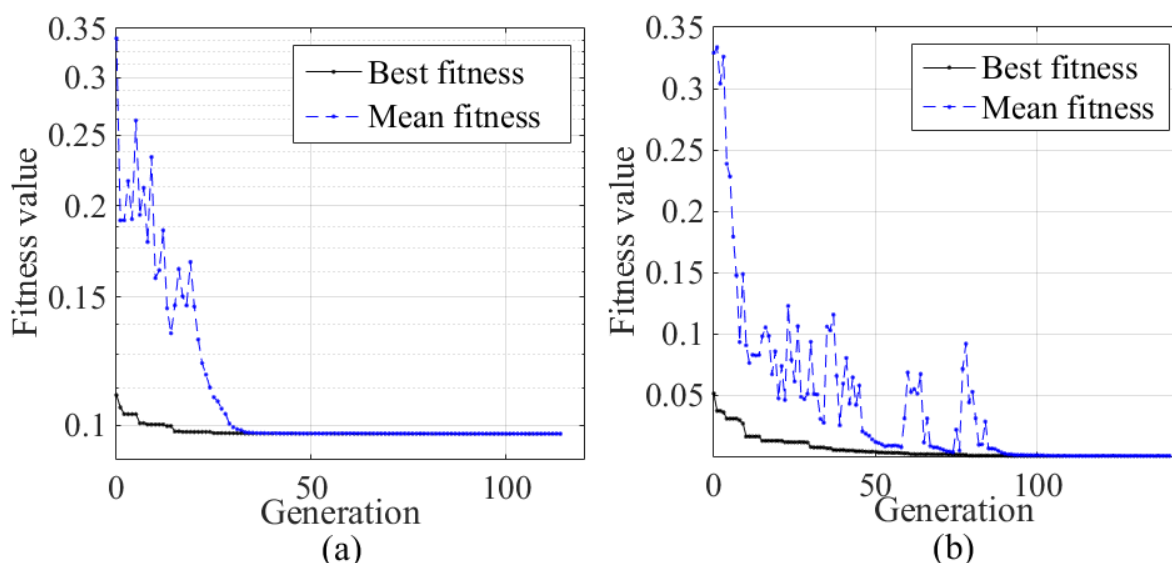 0.35
0.3
0.25
0.2
0.15
0.1
Fitness value
Best fitness
Mean fitness
0
50
100
Generation
(a)
0.35
0.3
0.25
0.2
0.15
0.1
0.05
Fitness value
Best fitness
Mean fitness
0
50
100
Generation
(b)